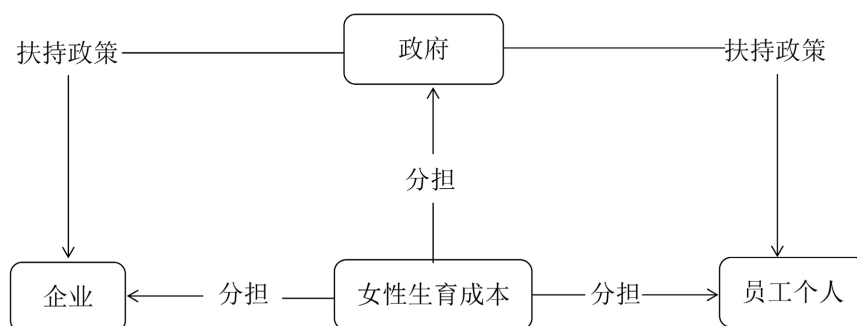 政府
扶持政策
扶持政策
分担
企业
分担
女性生育成本
分担
员工个人